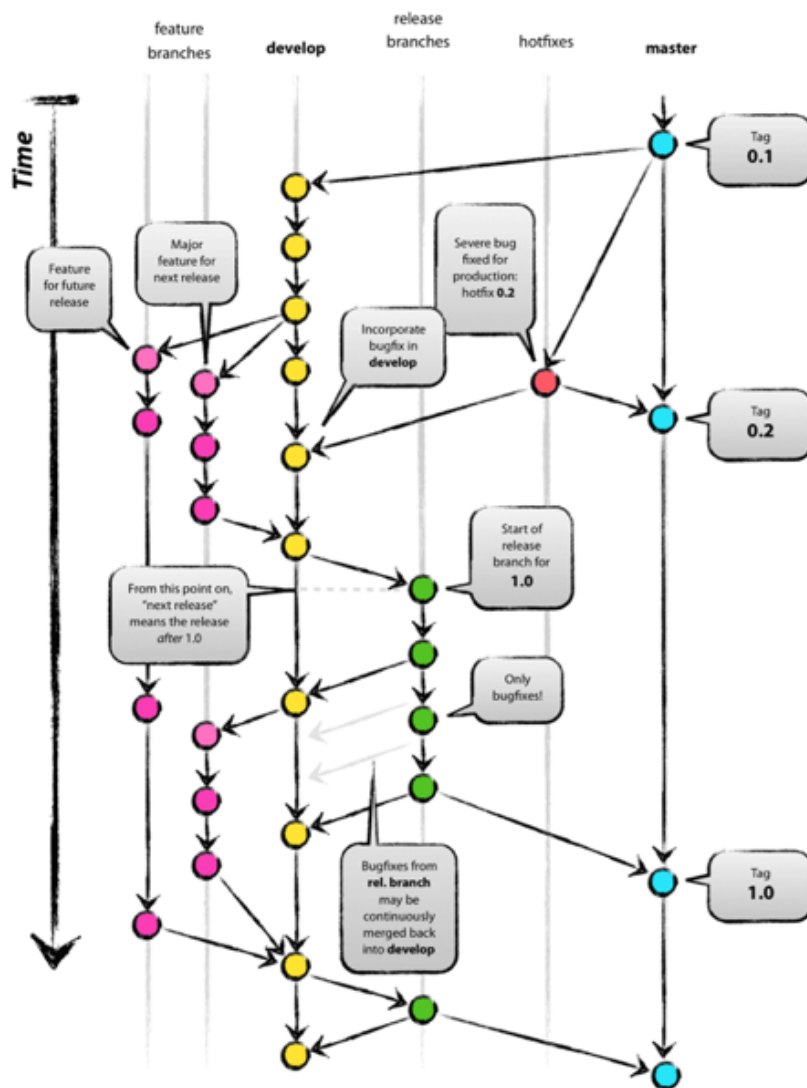 feature
branches
develop
release
branches
hotfixes
master
Time
Tag
0.1
Major
feature for
next release
Feature
for future
release
Severe bug
fixed for
production:
hotfix 0.2
Incorporate
bugfix in
develop
Tag
0.2
Start of
release
branch for
1.0
From this point on,
“next release”
means the release
after 1.0
Only
bugfixes!
Bugfixes from
rel. branch
may be
continuously
merged back
into develop
Tag
1.0